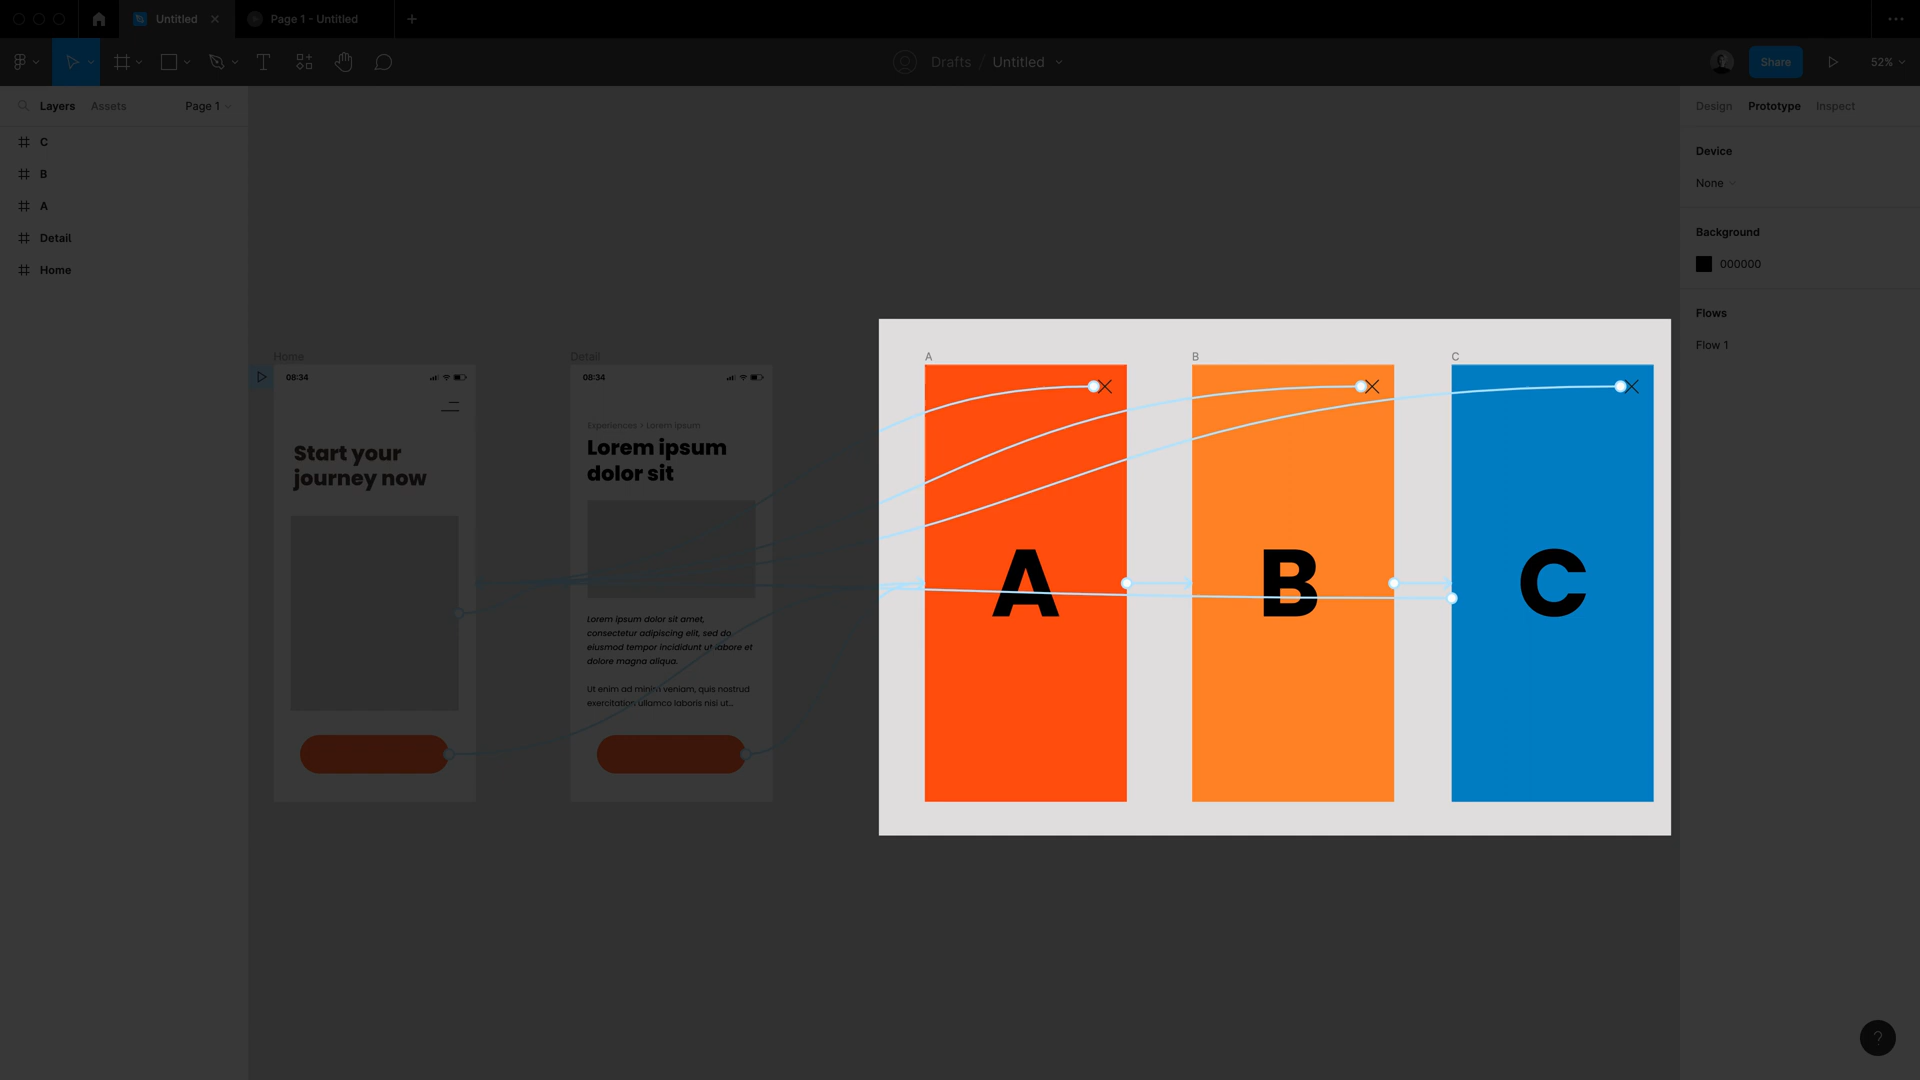 Untitled
Page 1 - Untitled
Drafts / Untitled
Share
52%
Layers
Assets
Page 1
C
B
A
Detail
Home
Design
Prototype
Inspect
Device
None
Background
000000
Flows
Flow 1
Home
08:34
Start your
journey now
Detail
08:34
Experiences > Lorem ipsum
Lorem ipsum
dolor sit
Lorem ipsum dolor sit amet,
consectetur adipiscing elit, sed do
eiusmod tempor incididunt ut labore et
dolore magna aliqua.
Ut enim ad minim veniam, quis nostrud
exercitation ullamco laboris nisi ut...
A
A
B
B
C
C
?